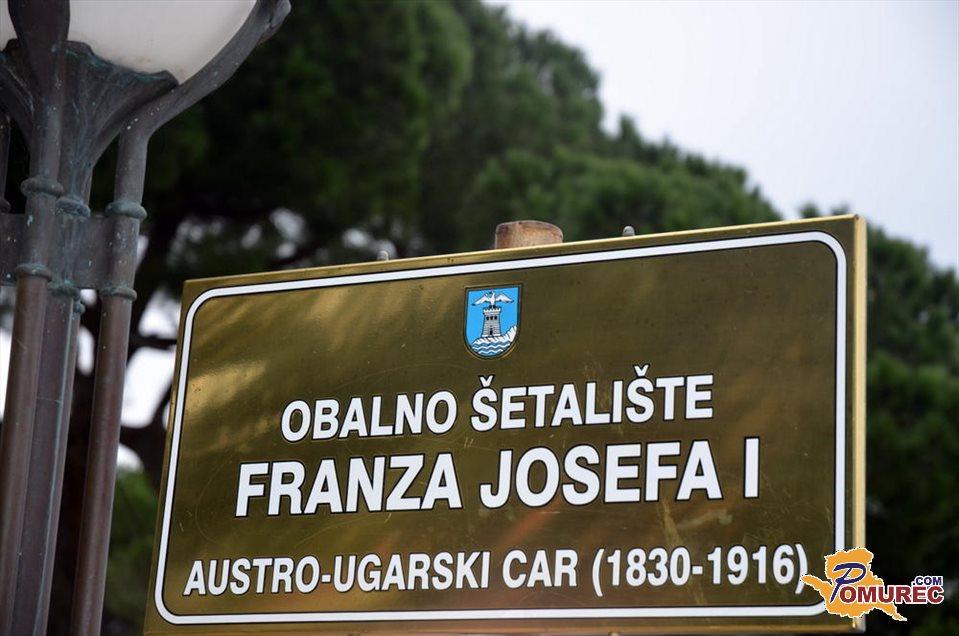 OBALNO ŠETALIŠTE
FRANZA JOSEFA I
AUSTRO-UGARSKI CAR (1830-1916)
POMUREC.COM